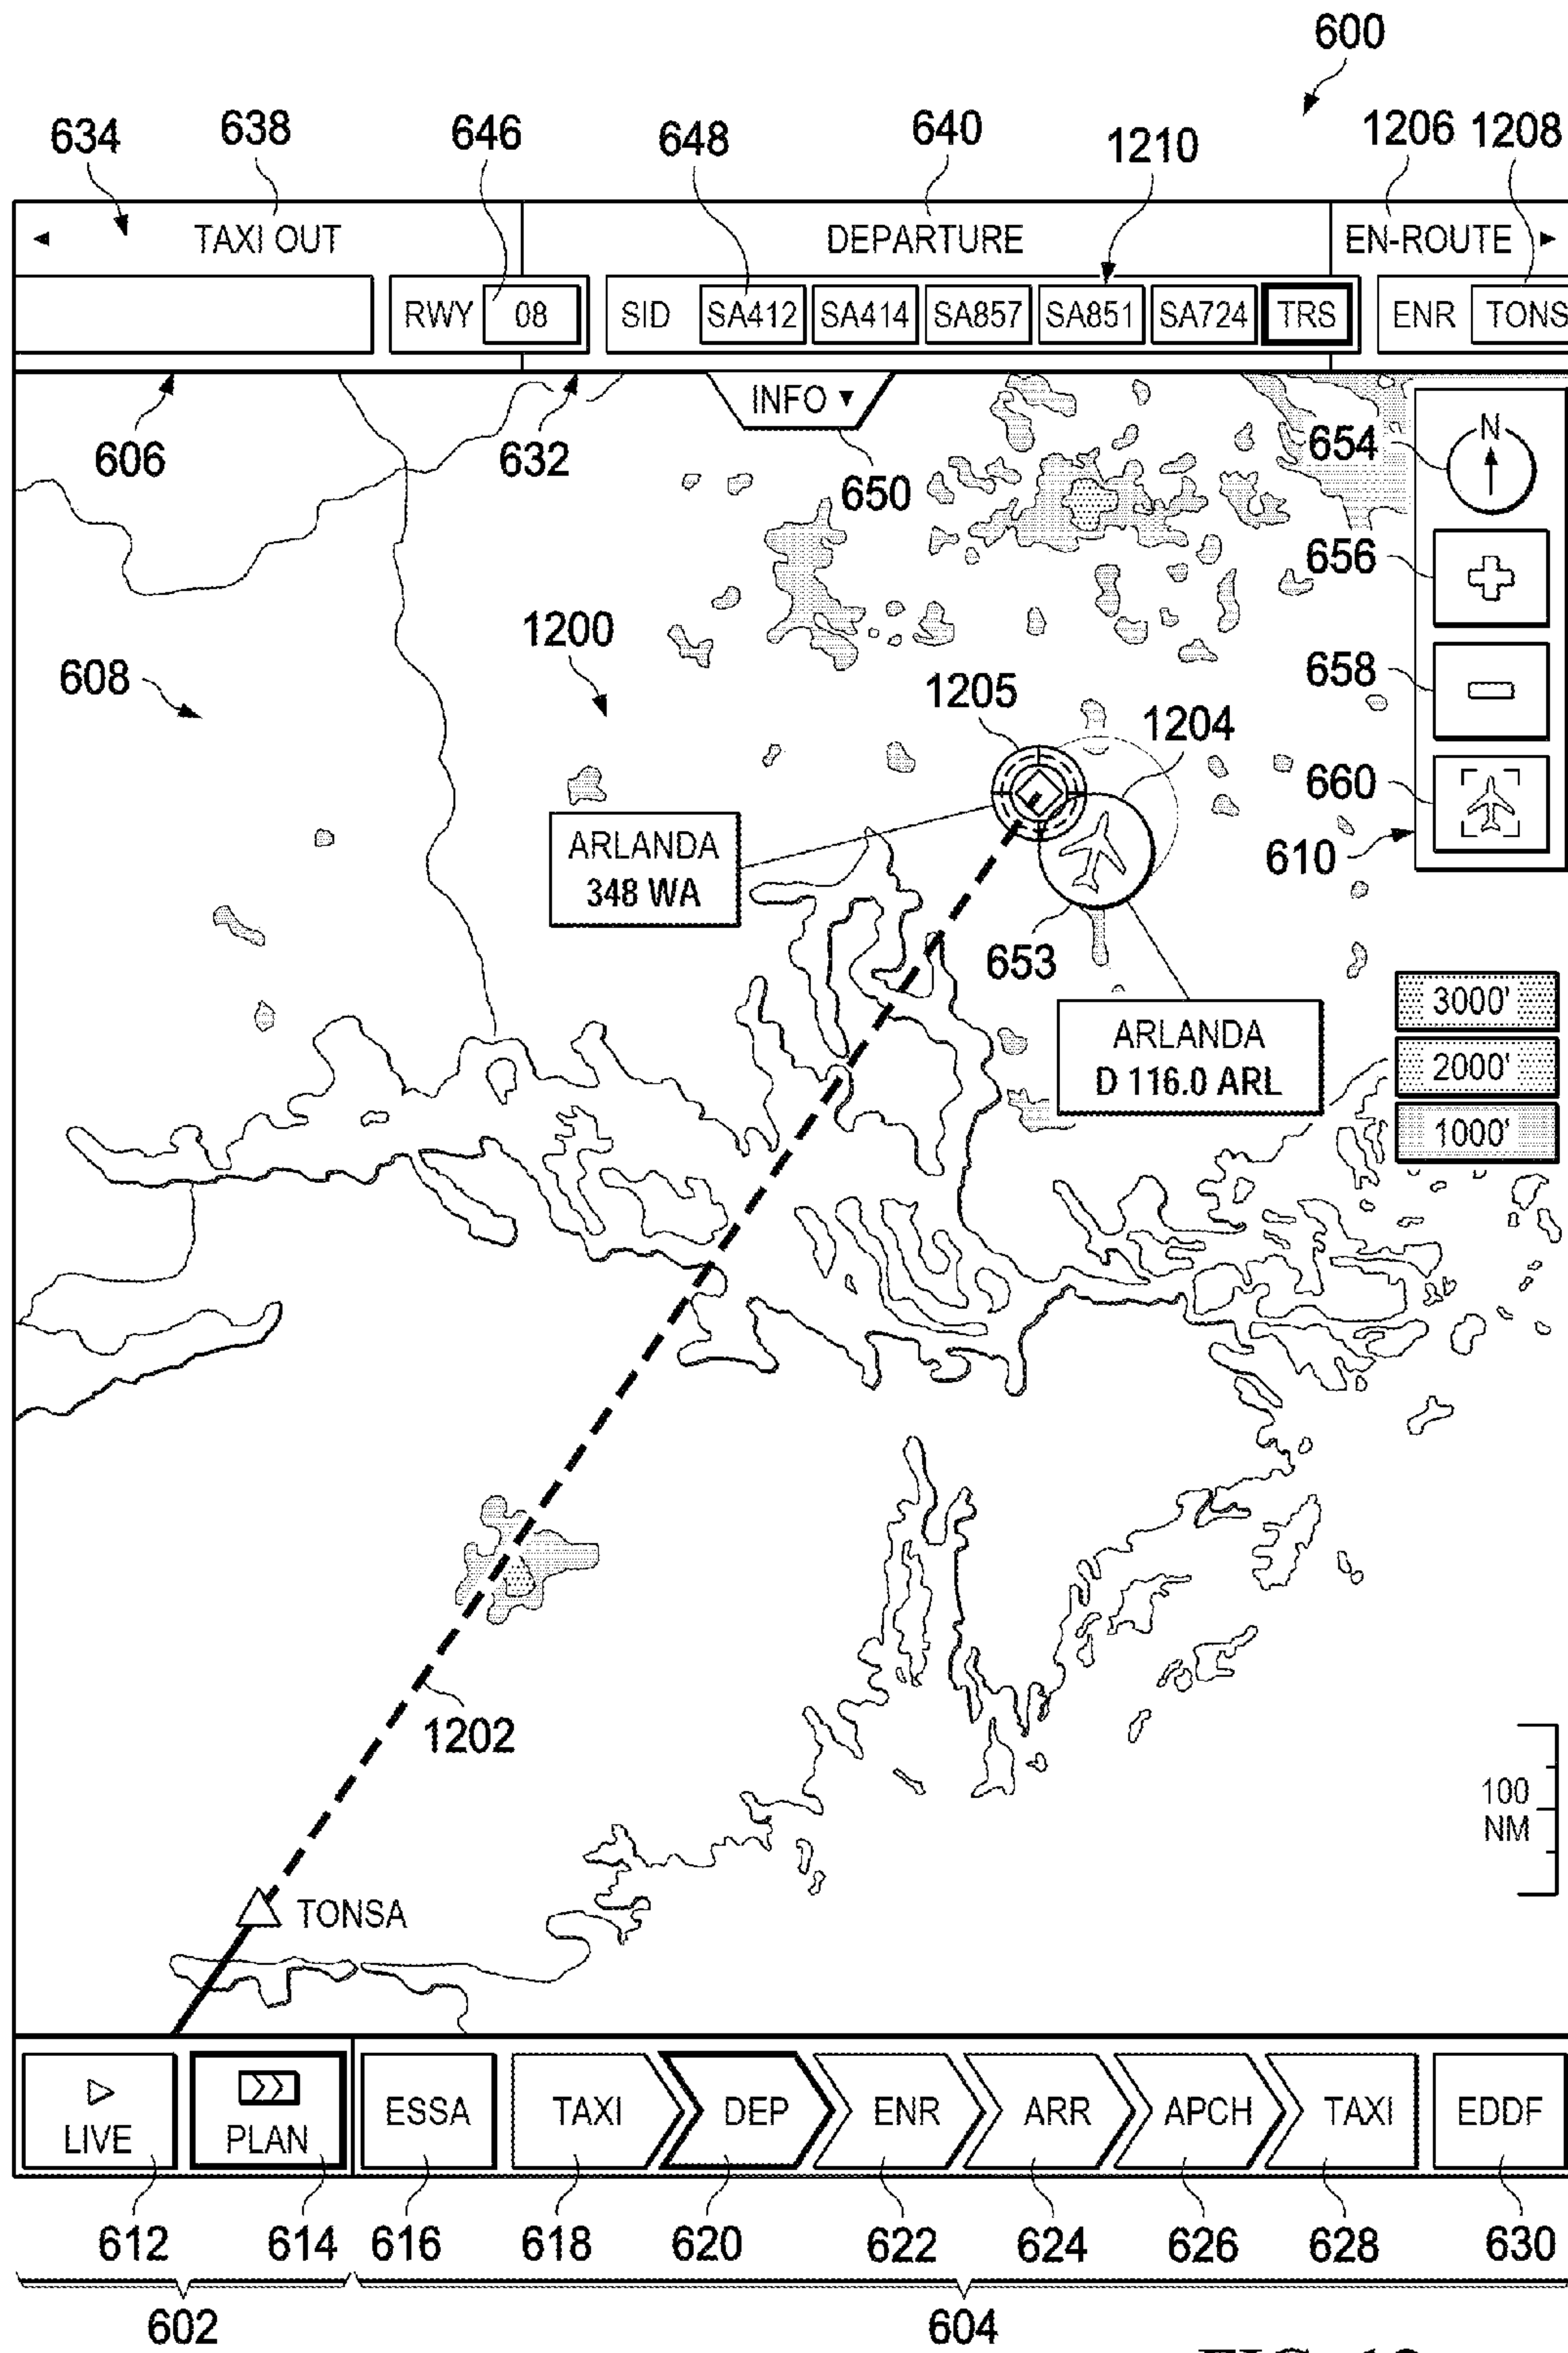 600
634 638 646 648 640 1210 1206 1208
◄ TAXI OUT DEPARTURE EN-ROUTE ►
RWY 08 SID SA412 SA414 SA857 SA851 SA724 TRS ENR TONS
INFO ▼
606 632 650 654 N
656
1200
608 658
1205 1204
660
ARLANDA
348 WA
610
653
3000'
ARLANDA
D 116.0 ARL
2000'
1000'
1202
100
NM
TONSA
LIVE PLAN ESSA TAXI DEP ENR ARR APCH TAXI EDDF
612 614 616 618 620 622 624 626 628 630
602 604